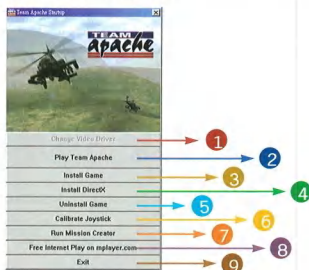 Team Apache Startup
TEAM
apache
Change Video Driver
1
Play Team Apache
2
Install Game
3
Install DirectX
4
Uninstall Game
5
Calibrate Joystick
6
Run Mission Creator
7
Free Internet Play on mplayer.com
8
Exit
9